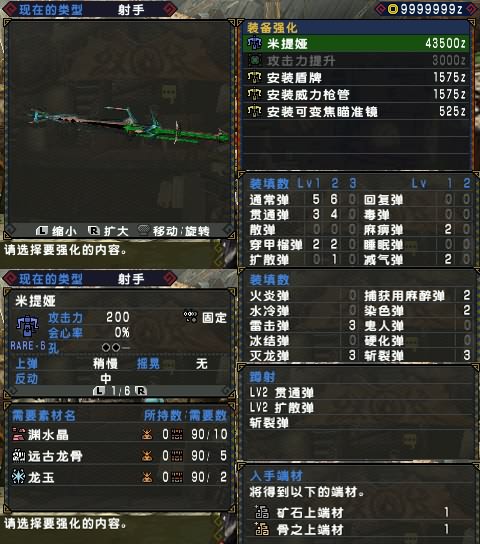 现在的类型 射手
9999999z
装备强化
米提娅 43500z
攻击力提升 3000z
安装盾牌 1575z
安装威力枪管 1575z
安装可变焦瞄准镜 525z
L缩小 R扩大 移动/旋转
请选择要强化的内容。
装填数 Lv1 2 3 Lv 1 2
通常弹 5 6 0 回复弹 0 0
贯通弹 3 4 0 毒弹 0 0
散弹 0 0 0 麻痹弹 2 0
穿甲榴弹 2 2 0 睡眠弹 0 0
扩散弹 0 1 0 减气弹 2 0
现在的类型 射手
米提娅
攻击力 200 固定
会心率 0%
RARE-6 孔 ●●—
上弹 稍慢 摇晃 无
反动 中
L 1/6 R
需要素材名 所持数/需要数
渊水晶 0 90/10
远古龙骨 0 90/ 5
龙玉 0 90/ 2
请选择要强化的内容。
装填数
火炎弹 0 捕获用麻醉弹 2
水冷弹 0 染色弹 2
雷击弹 3 鬼人弹 0
冰结弹 0 硬化弹 0
灭龙弹 3 斩裂弹 3
蹲射
LV2 贯通弹
LV2 扩散弹
斩裂弹
入手端材
将得到以下的端材。
矿石上端材 1
骨之上端材 1